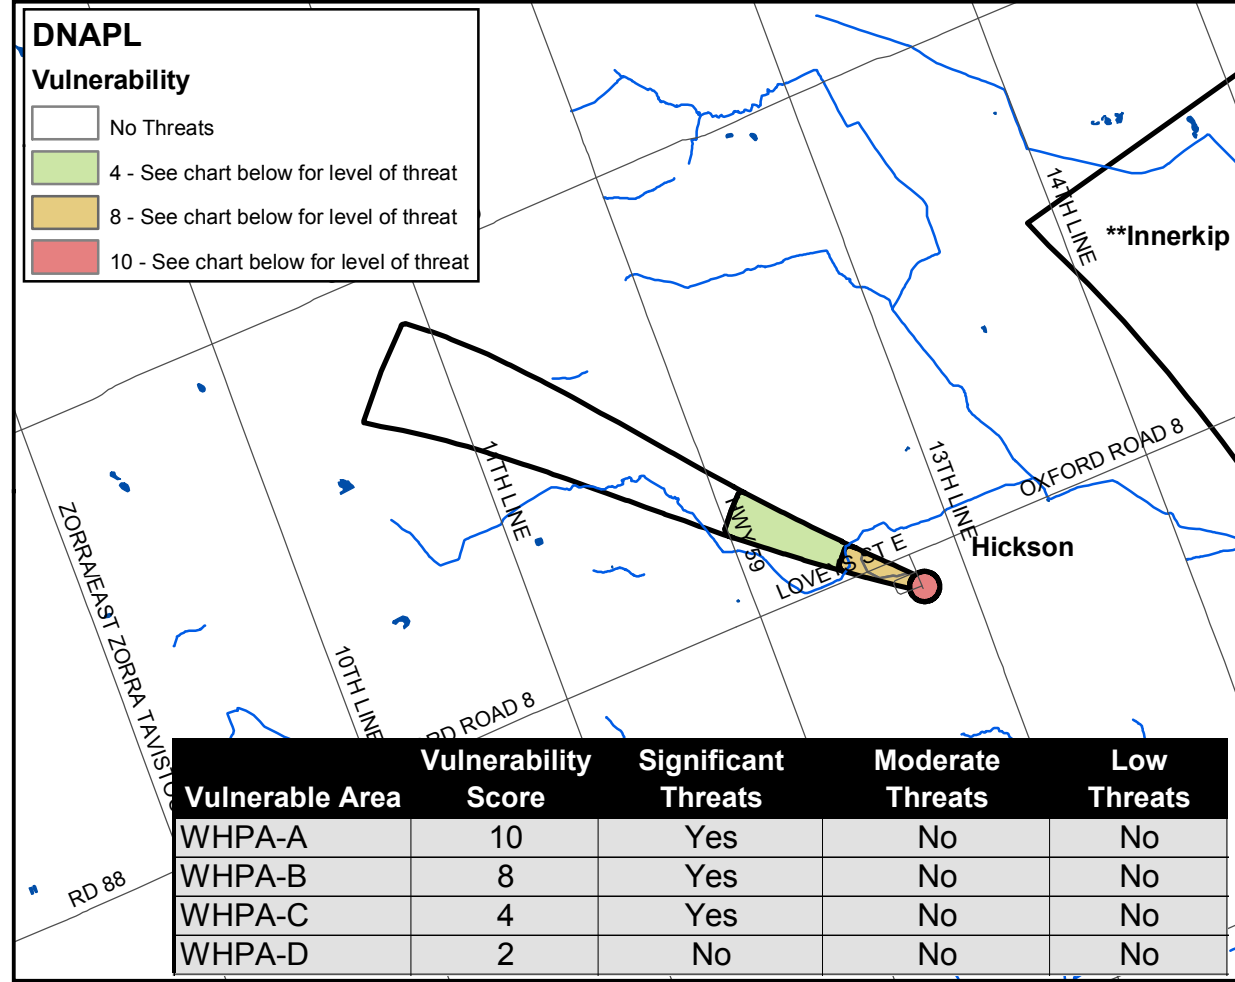 DNAPL
Vulnerability
No Threats
4 - See chart below for level of threat
8 - See chart below for level of threat
10 - See chart below for level of threat
14TH LINE
**Innerkip
11TH LINE
HWY 59
13TH LINE
OXFORD ROAD 8
LOVEYS ST E
Hickson
ZORRA/EAST ZORRA TAVISTO
10TH LINE
RD ROAD 8
RD 88
Vulnerable Area Vulnerability Score Significant Threats Moderate Threats Low Threats
WHPA-A 10 Yes No No
WHPA-B 8 Yes No No
WHPA-C 4 Yes No No
WHPA-D 2 No No No